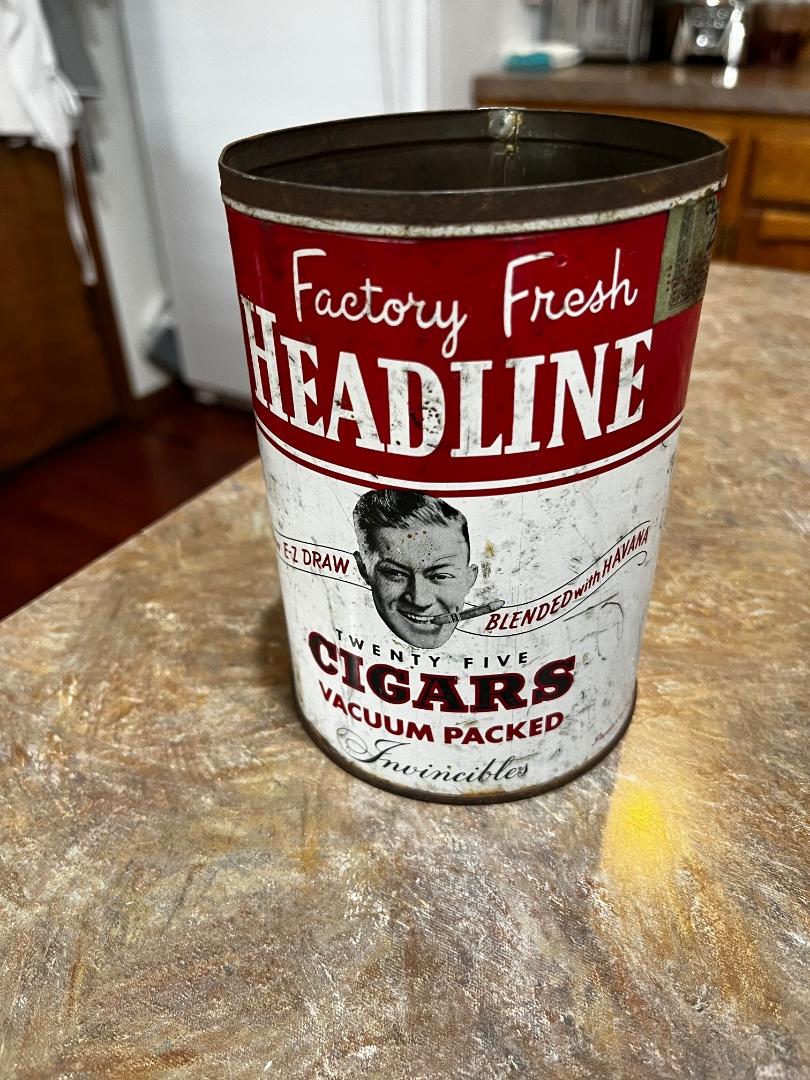 Factory Fresh
HEADLINE
E-Z DRAW
BLENDED with HAVANA
TWENTY FIVE
CIGARS
VACUUM PACKED
Invincibles